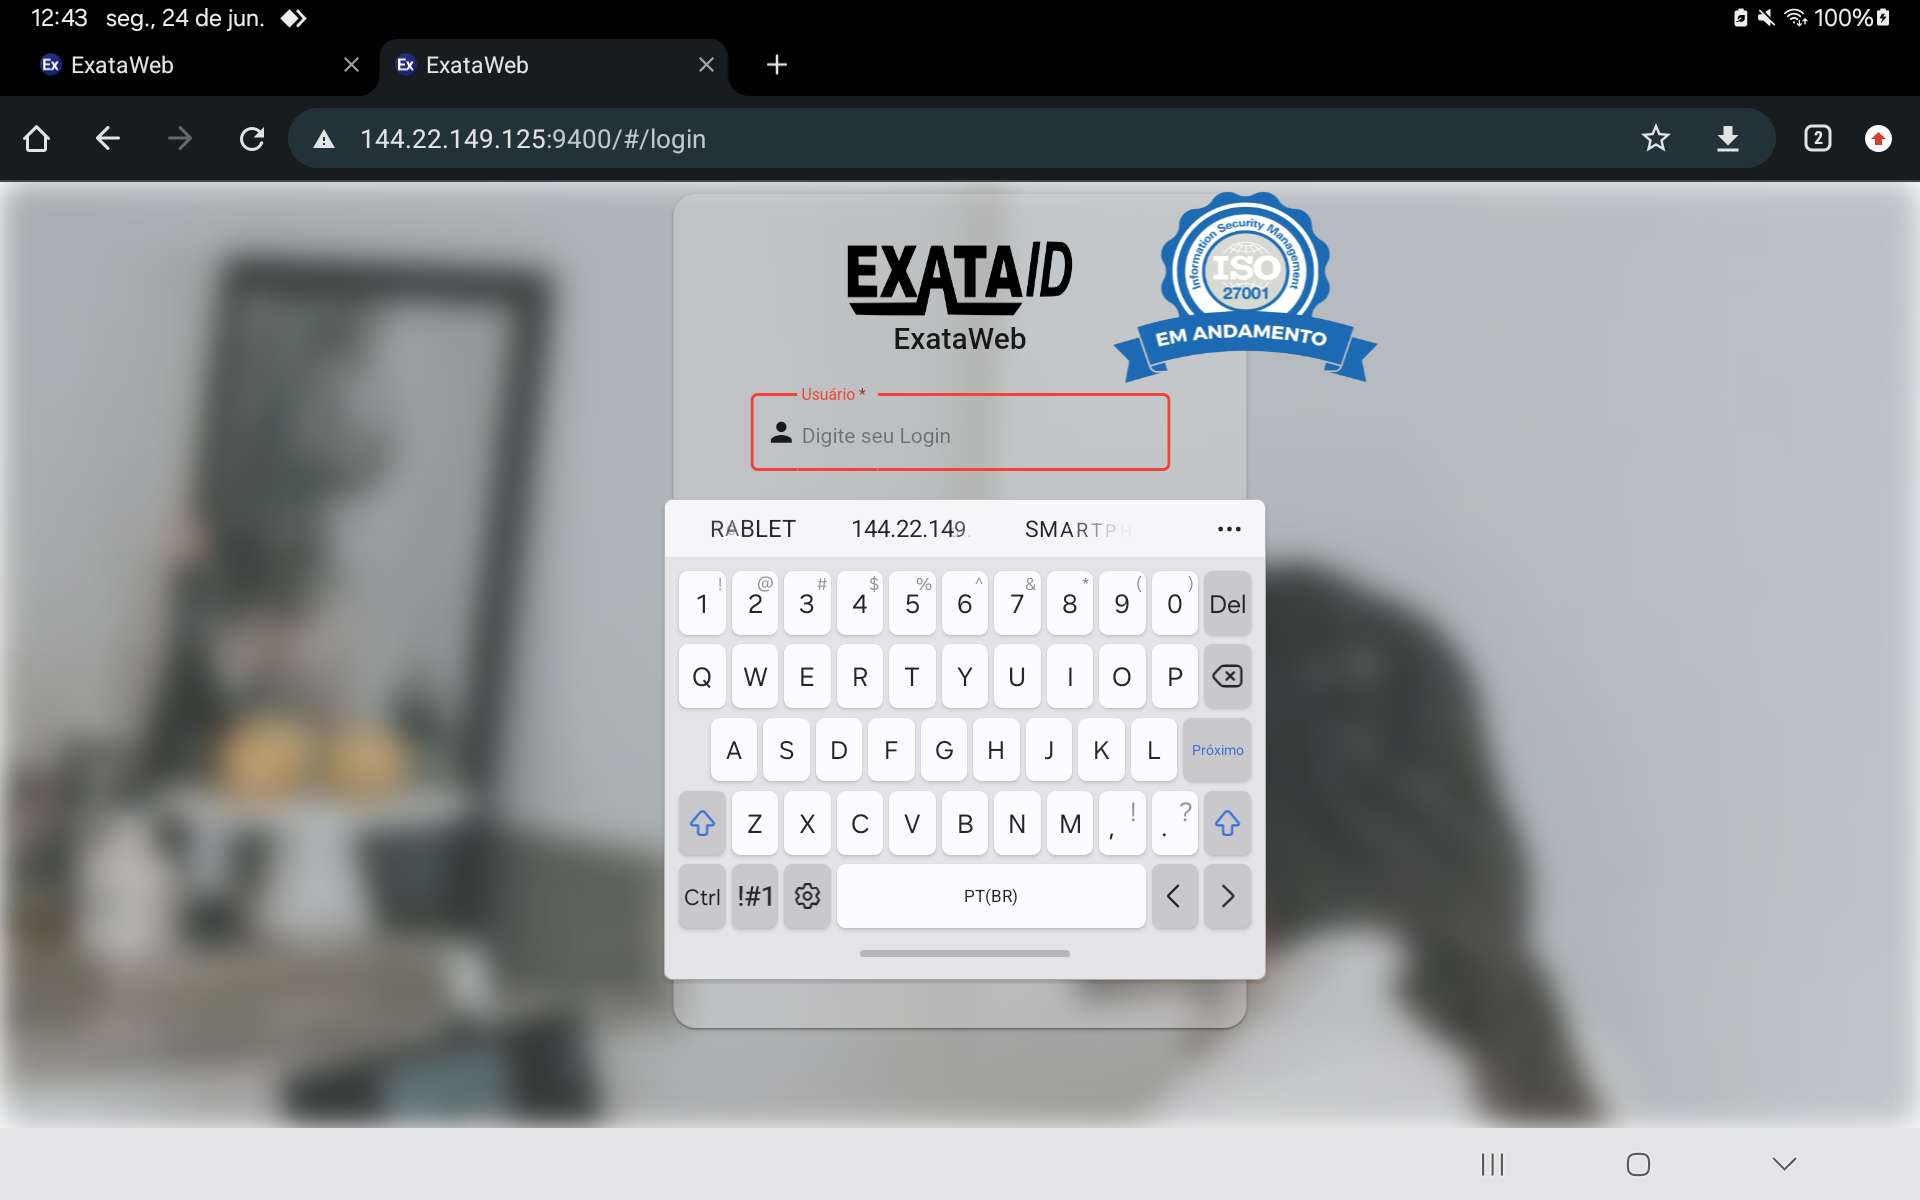 12:43 seg., 24 de jun. 100%
Ex ExataWeb
Ex ExataWeb
144.22.149.125:9400/#/login
2
EXATAID
ExataWeb
Information Security Management
ISO
27001
EM ANDAMENTO
Usuário *
Digite seu Login
144.22.149. SMARTPH
! @ # $ % ^ & * ( )
1 2 3 4 5 6 7 8 9 0 Del
Q W E R T Y U I O P
A S D F G H J K L Próximo
Z X C V B N M , ! . ?
Ctrl !#1 PT(BR) < >